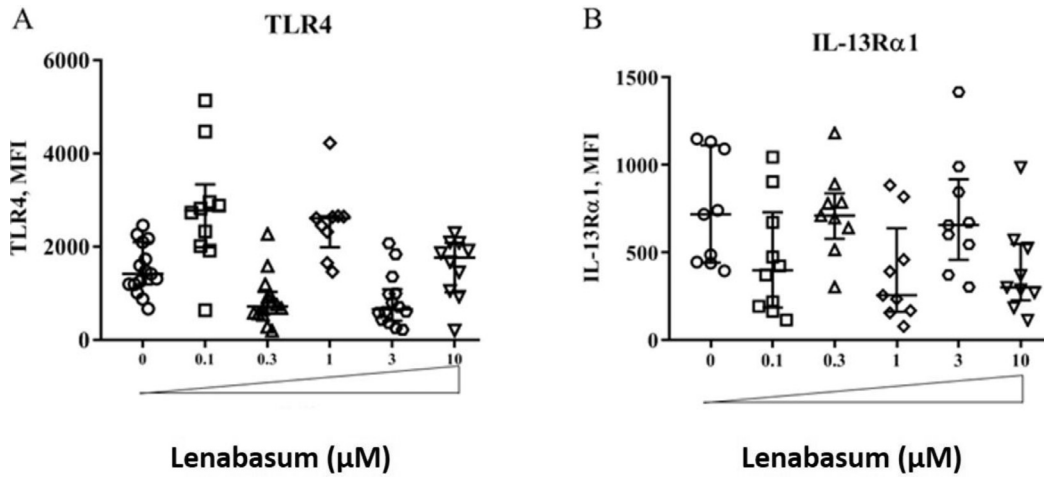 A
TLR4
TLR4, MFI
6000
4000
2000
0
0 0.1 0.3 1 3 10
Lenabasum (μM)
B
IL-13Rα1
IL-13Rα1, MFI
1500
1000
500
0
0 0.1 0.3 1 3 10
Lenabasum (μM)